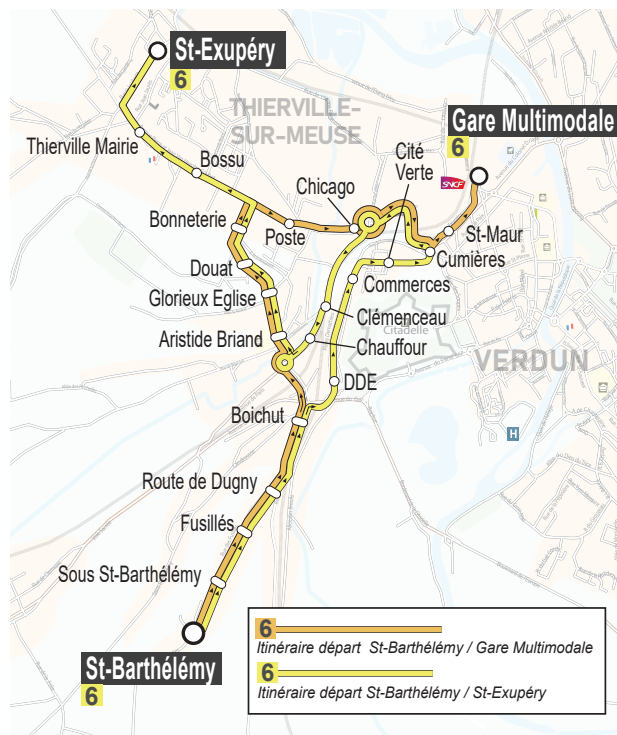 St-Exupéry
6
THIERVILLE-
SUR-MEUSE
Gare Multimodale
6
SNCF
Thierville Mairie
Bossu
Cité
Verte
Chicago
Bonneterie
Poste
St-Maur
Cumières
Douat
Commerces
Glorieux Eglise
Clémenceau
Citadelle
Aristide Briand
Chauffour
VERDUN
DDE
Boichut
H
Route de Dugny
Fusillés
Sous St-Barthélémy
St-Barthélémy
6
6
Itinéraire départ St-Barthélémy / Gare Multimodale
6
Itinéraire départ St-Barthélémy / St-Exupéry